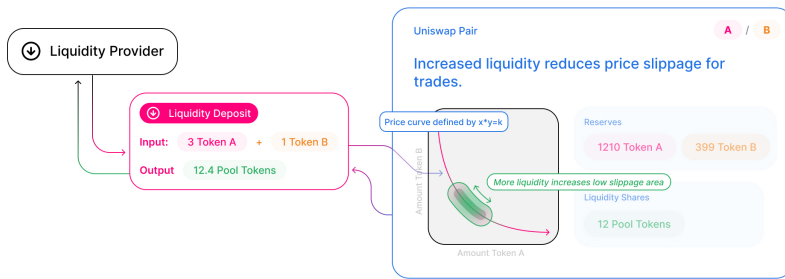 Liquidity Provider
Liquidity Deposit
Input: 3 Token A + 1 Token B
Output 12.4 Pool Tokens
Uniswap Pair
A / B
Increased liquidity reduces price slippage for
trades.
Price curve defined by x*y=k
Amount Token B
More liquidity increases low slippage area
Amount Token A
Reserves
1210 Token A 399 Token B
Liquidity Shares
12 Pool Tokens